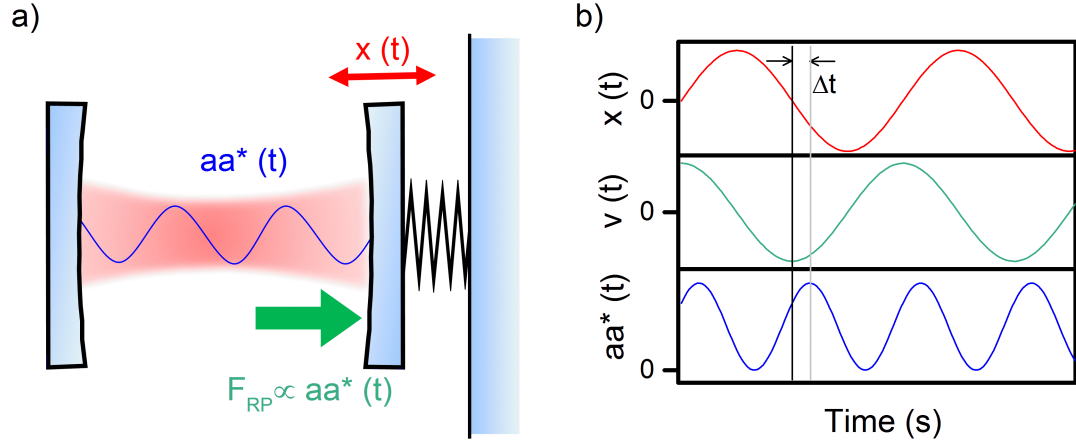 a)
x (t)
aa* (t)
F_RP ∝ aa* (t)
b)
x (t)
0
Δt
v (t)
0
aa* (t)
0
Time (s)